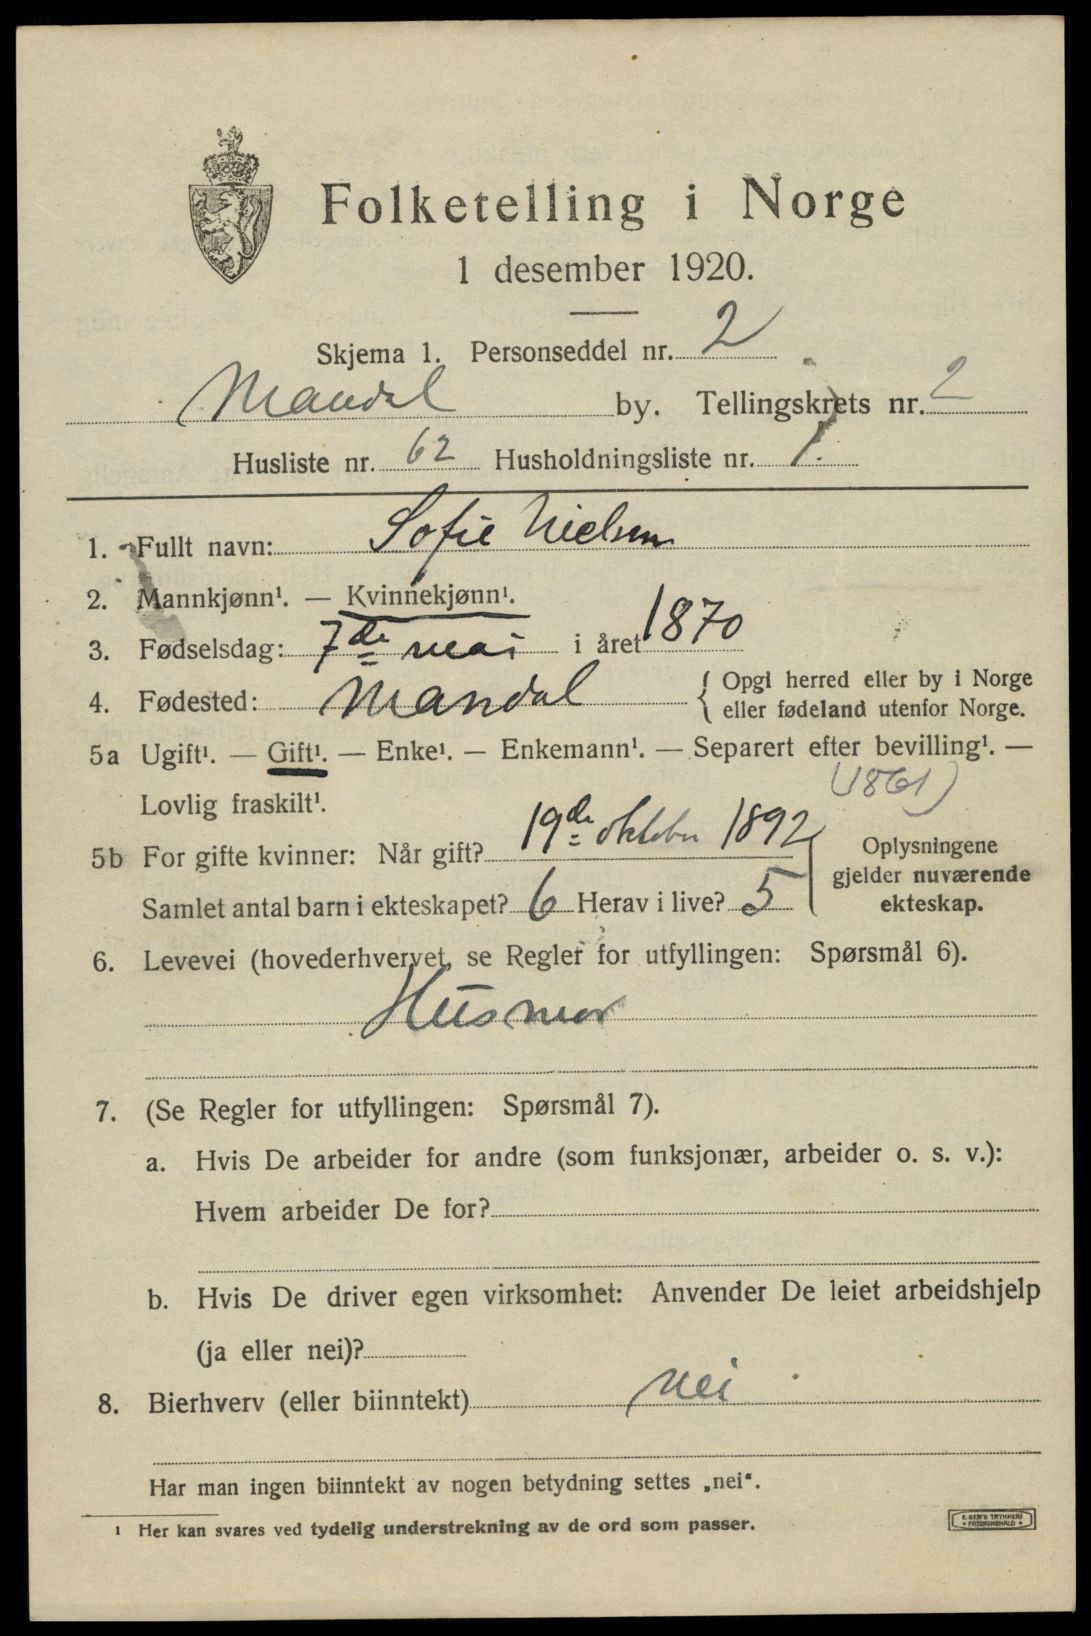 Folketelling i Norge
1 desember 1920.
Skjema 1. Personseddel nr. 2
Mandal by. Tellingskrets nr. 2
Husliste nr. 62 Husholdningsliste nr. 1.
1. Fullt navn: Sofie Nielsen
2. Mannkjønn¹. — Kvinnekjønn¹.
3. Fødselsdag: 7de mai i året 1870
4. Fødested: Mandal { Opgi herred eller by i Norge
eller fødeland utenfor Norge.
5a Ugift¹. — Gift¹. — Enke¹. — Enkemann¹. — Separert efter bevilling¹. —
Lovlig fraskilt¹. (1861)
5b For gifte kvinner: Når gift? 19de oktober 1892
Samlet antal barn i ekteskapet? 6 Herav i live? 5
Oplysningene
gjelder nuværende
ekteskap.
6. Levevei (hovederhvervet, se Regler for utfyllingen: Spørsmål 6).
Husmor
7. (Se Regler for utfyllingen: Spørsmål 7).
a. Hvis De arbeider for andre (som funksjonær, arbeider o. s. v.):
Hvem arbeider De for?
b. Hvis De driver egen virksomhet: Anvender De leiet arbeidshjelp
(ja eller nei)?
8. Bierhverv (eller biinntekt) nei
Har man ingen biinntekt av nogen betydning settes „nei“.
¹ Her kan svares ved tydelig understrekning av de ord som passer.
E. SEM'S TRYKKERI
• FREDRIKSHALD •